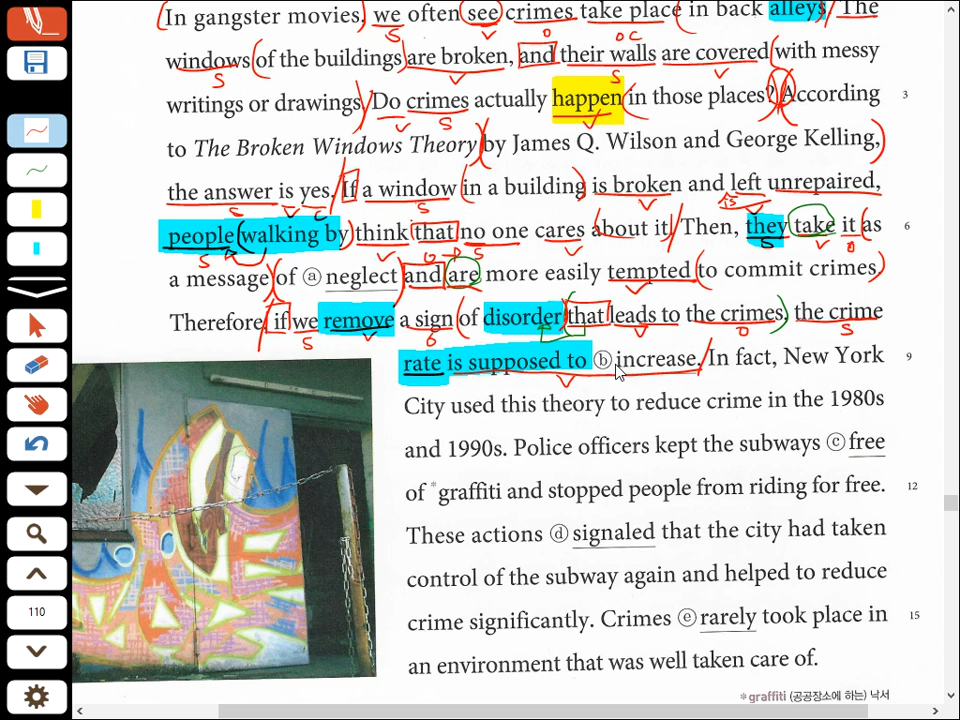 In gangster movies, we often see crimes take place in back alleys. The
windows of the buildings are broken, and their walls are covered with messy
writings or drawings. Do crimes actually happen in those places? According
3
to The Broken Windows Theory by James Q. Wilson and George Kelling,
the answer is yes. If a window in a building is broken and left unrepaired,
people walking by think that no one cares about it. Then, they take it as
6
a message of ⓐ neglect and are more easily tempted to commit crimes.
Therefore, if we remove a sign of disorder that leads to the crimes, the crime
rate is supposed to ⓑ increase. In fact, New York
9
City used this theory to reduce crime in the 1980s
and 1990s. Police officers kept the subways ⓒ free
of *graffiti and stopped people from riding for free.
12
These actions ⓓ signaled that the city had taken
control of the subway again and helped to reduce
crime significantly. Crimes ⓔ rarely took place in
15
an environment that was well taken care of.
*graffiti (공공장소에 하는) 낙서
110